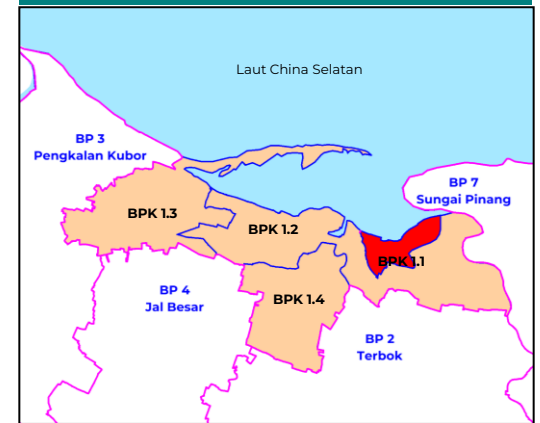 Laut China Selatan
BP 3
Pengkalan Kubor
BP 7
Sungai Pinang
BPK 1.3
BPK 1.2
BPK 1.1
BP 4
Jal Besar
BPK 1.4
BP 2
Terbok